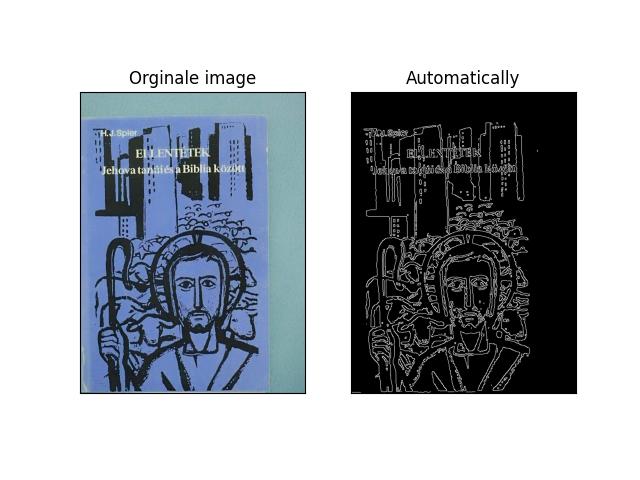 Orginale image
Automatically
H.J.Spier
ELLENTÉTEK
Jehova tanúi és a Biblia között
H.J.Spier
ELLENTÉTEK
Jehova tanúi és a Biblia között